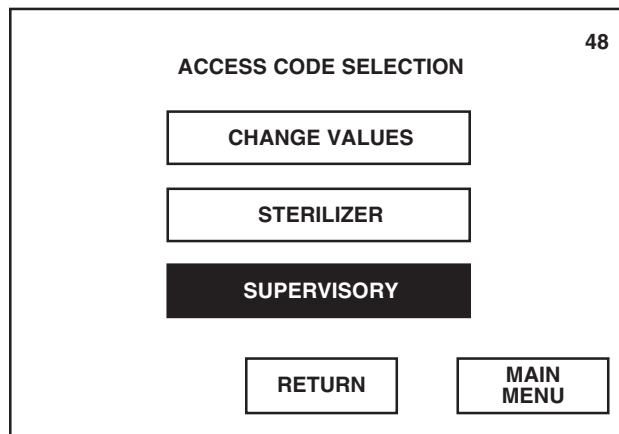 48
ACCESS CODE SELECTION
CHANGE VALUES
STERILIZER
SUPERVISORY
RETURN
MAIN
MENU